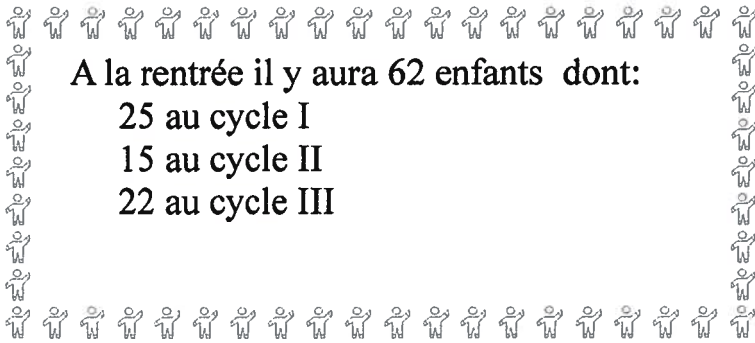 A la rentrée il y aura 62 enfants dont:
25 au cycle I
15 au cycle II
22 au cycle III